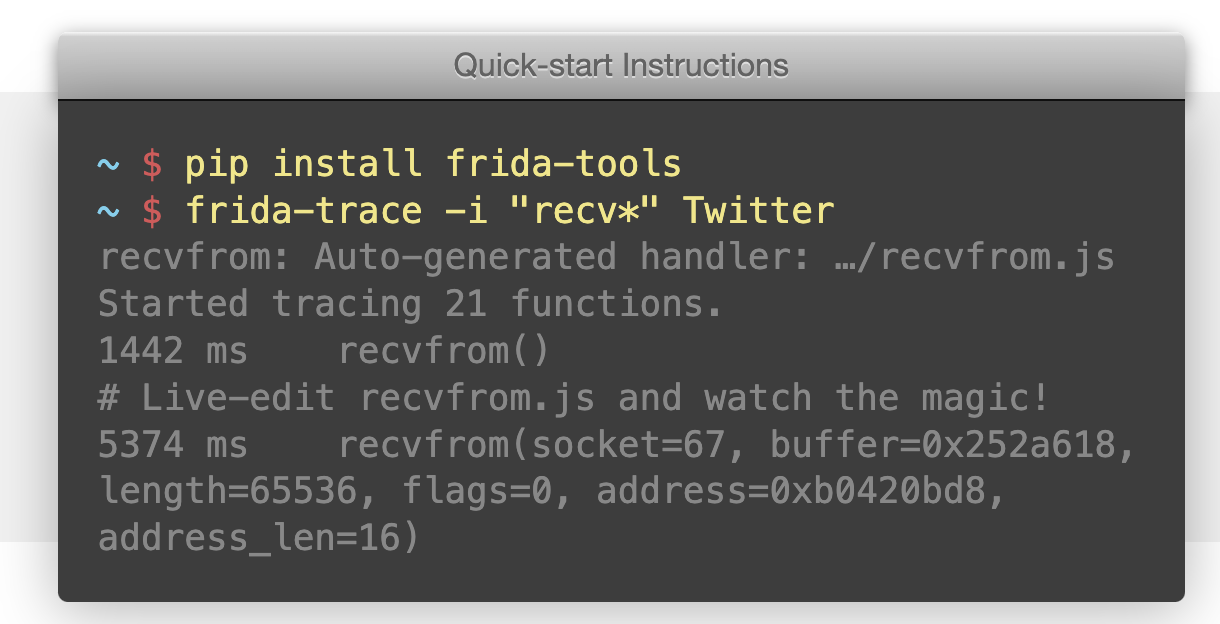 Quick-start Instructions
~ $ pip install frida-tools
~ $ frida-trace -i "recv*" Twitter
recvfrom: Auto-generated handler: …/recvfrom.js
Started tracing 21 functions.
1442 ms    recvfrom()
# Live-edit recvfrom.js and watch the magic!
5374 ms    recvfrom(socket=67, buffer=0x252a618,
length=65536, flags=0, address=0xb0420bd8,
address_len=16)